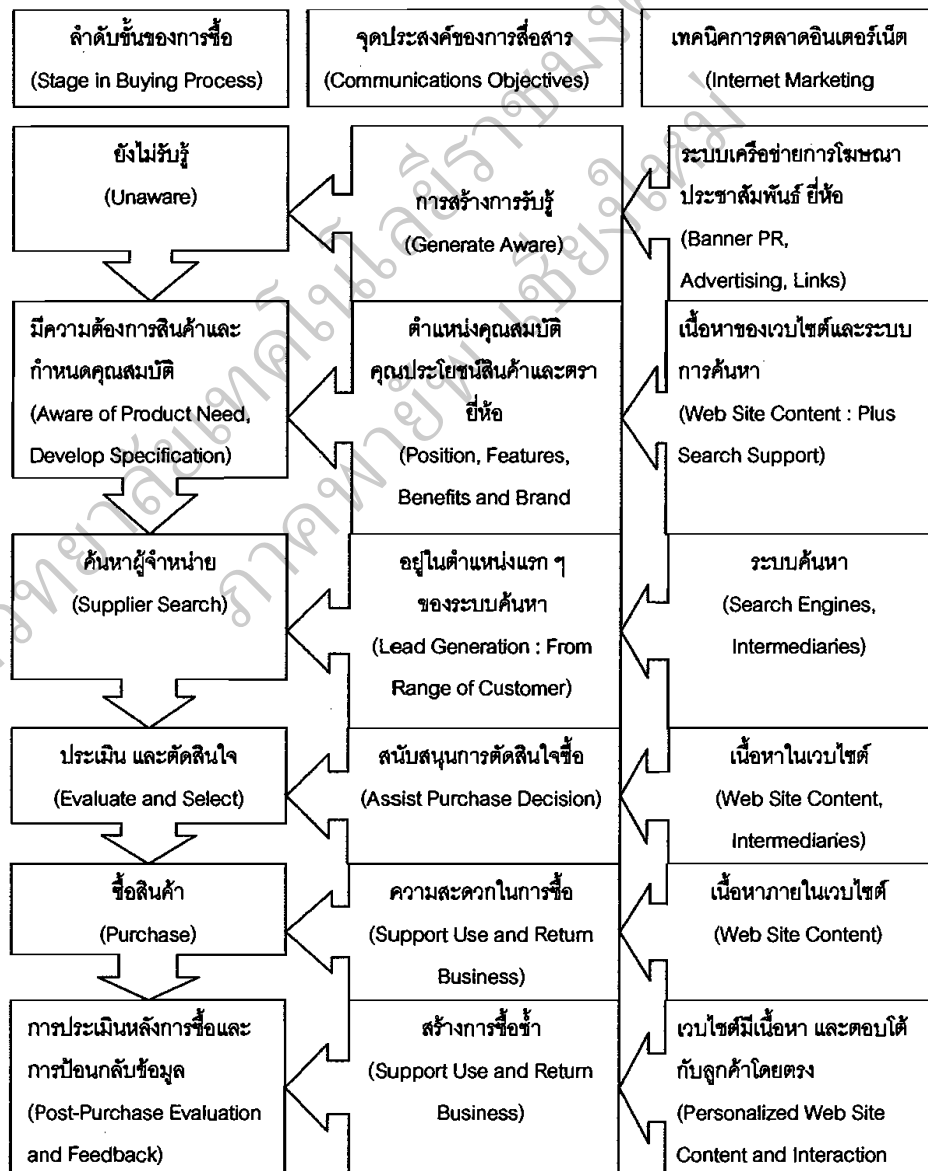 ลำดับขั้นของการซื้อ
(Stage in Buying Process)
จุดประสงค์ของการสื่อสาร
(Communications Objectives)
เทคนิคการตลาดอินเตอร์เน็ต
(Internet Marketing
ยังไม่รับรู้
(Unaware)
การสร้างการรับรู้
(Generate Aware)
ระบบเครือข่ายการโฆษณา
ประชาสัมพันธ์ ยี่ห้อ
(Banner PR,
Advertising, Links)
มีความต้องการสินค้าและ
กำหนดคุณสมบัติ
(Aware of Product Need,
Develop Specification)
ตำแหน่งคุณสมบัติ
คุณประโยชน์สินค้าและตรา
ยี่ห้อ
(Position, Features,
Benefits and Brand
เนื้อหาของเวบไซต์และระบบ
การค้นหา
(Web Site Content : Plus
Search Support)
ค้นหาผู้จำหน่าย
(Supplier Search)
อยู่ในตำแหน่งแรก ๆ
ของระบบค้นหา
(Lead Generation : From
Range of Customer)
ระบบค้นหา
(Search Engines,
Intermediaries)
ประเมิน และตัดสินใจ
(Evaluate and Select)
สนับสนุนการตัดสินใจซื้อ
(Assist Purchase Decision)
เนื้อหาในเวบไซต์
(Web Site Content,
Intermediaries)
ซื้อสินค้า
(Purchase)
ความสะดวกในการซื้อ
(Support Use and Return
Business)
เนื้อหาภายในเวบไซต์
(Web Site Content)
การประเมินหลังการซื้อและ
การป้อนกลับข้อมูล
(Post-Purchase Evaluation
and Feedback)
สร้างการซื้อซ้ำ
(Support Use and Return
Business)
เวบไซต์มีเนื้อหา และตอบโต้
กับลูกค้าโดยตรง
(Personalized Web Site
Content and Interaction
ภาคพายัพ เชียงใหม่